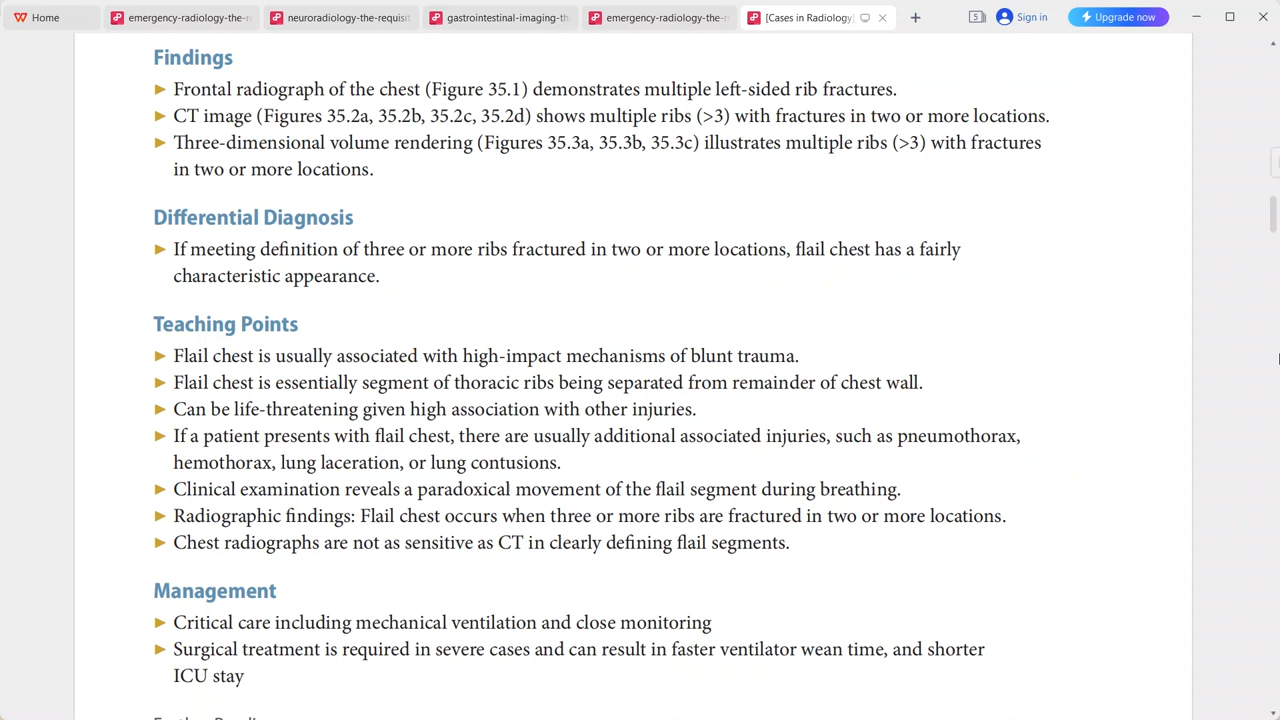 Home
emergency-radiology-the-r
neuroradiology-the-requisit
gastrointestinal-imaging-th
emergency-radiology-the-r
[Cases in Radiology]
5
Sign in
Upgrade now
Findings
► Frontal radiograph of the chest (Figure 35.1) demonstrates multiple left-sided rib fractures.
► CT image (Figures 35.2a, 35.2b, 35.2c, 35.2d) shows multiple ribs (>3) with fractures in two or more locations.
► Three-dimensional volume rendering (Figures 35.3a, 35.3b, 35.3c) illustrates multiple ribs (>3) with fractures
in two or more locations.
Differential Diagnosis
► If meeting definition of three or more ribs fractured in two or more locations, flail chest has a fairly
characteristic appearance.
Teaching Points
► Flail chest is usually associated with high-impact mechanisms of blunt trauma.
► Flail chest is essentially segment of thoracic ribs being separated from remainder of chest wall.
► Can be life-threatening given high association with other injuries.
► If a patient presents with flail chest, there are usually additional associated injuries, such as pneumothorax,
hemothorax, lung laceration, or lung contusions.
► Clinical examination reveals a paradoxical movement of the flail segment during breathing.
► Radiographic findings: Flail chest occurs when three or more ribs are fractured in two or more locations.
► Chest radiographs are not as sensitive as CT in clearly defining flail segments.
Management
► Critical care including mechanical ventilation and close monitoring
► Surgical treatment is required in severe cases and can result in faster ventilator wean time, and shorter
ICU stay